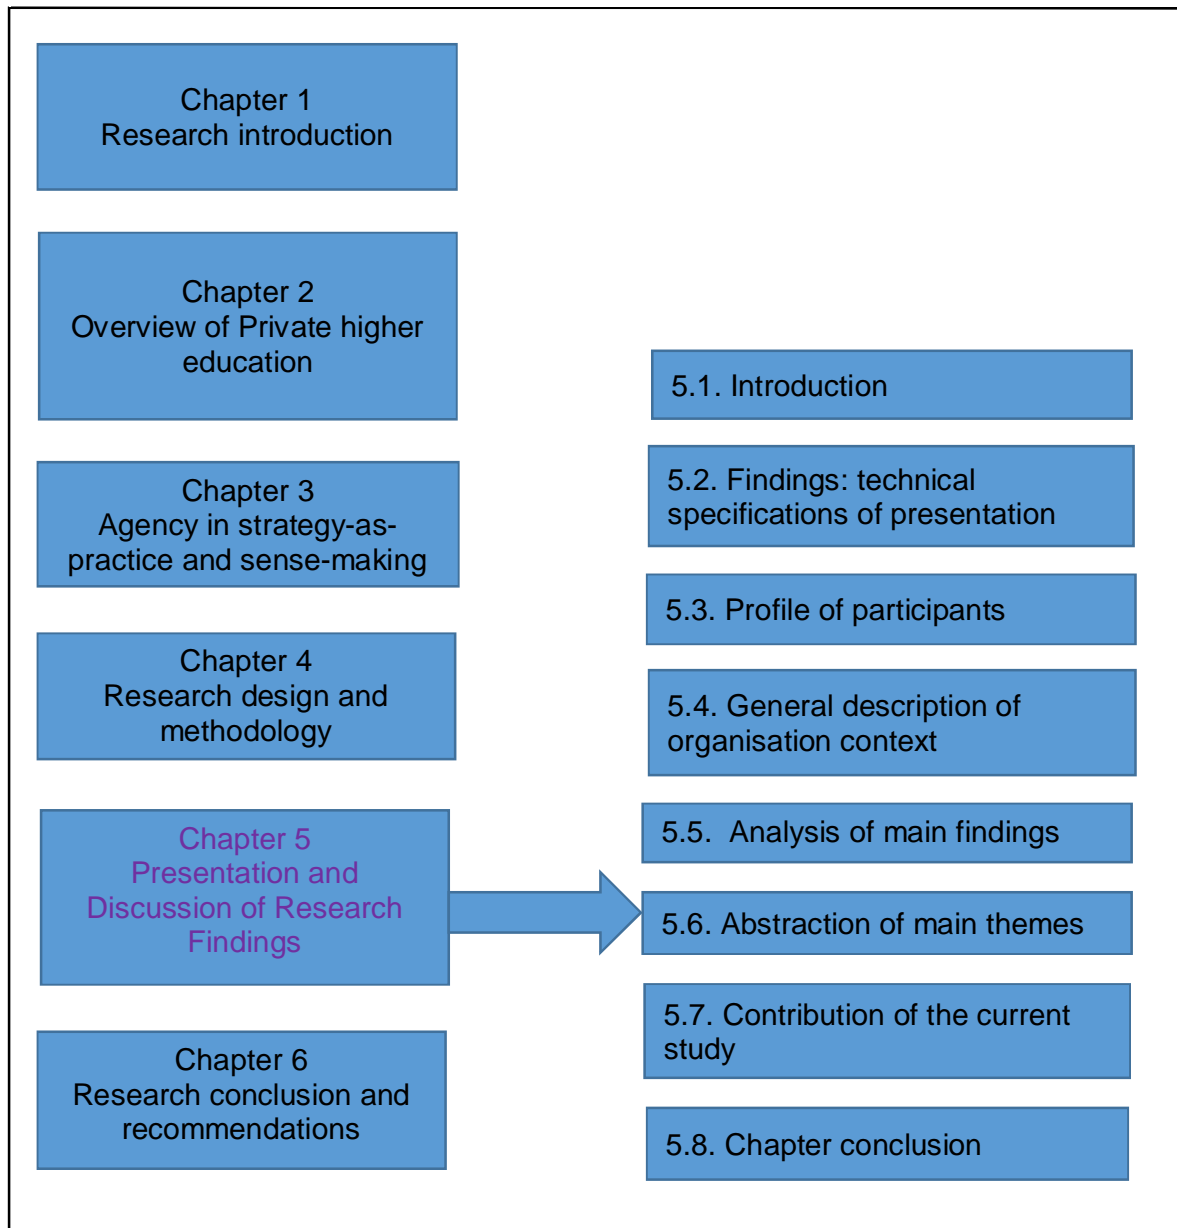 Chapter 1
Research introduction
Chapter 2
Overview of Private higher
education
Chapter 3
Agency in strategy-as-
practice and sense-making
Chapter 4
Research design and
methodology
Chapter 5
Presentation and
Discussion of Research
Findings
Chapter 6
Research conclusion and
recommendations
5.1. Introduction
5.2. Findings: technical
specifications of presentation
5.3. Profile of participants
5.4. General description of
organisation context
5.5.  Analysis of main findings
5.6. Abstraction of main themes
5.7. Contribution of the current
study
5.8. Chapter conclusion